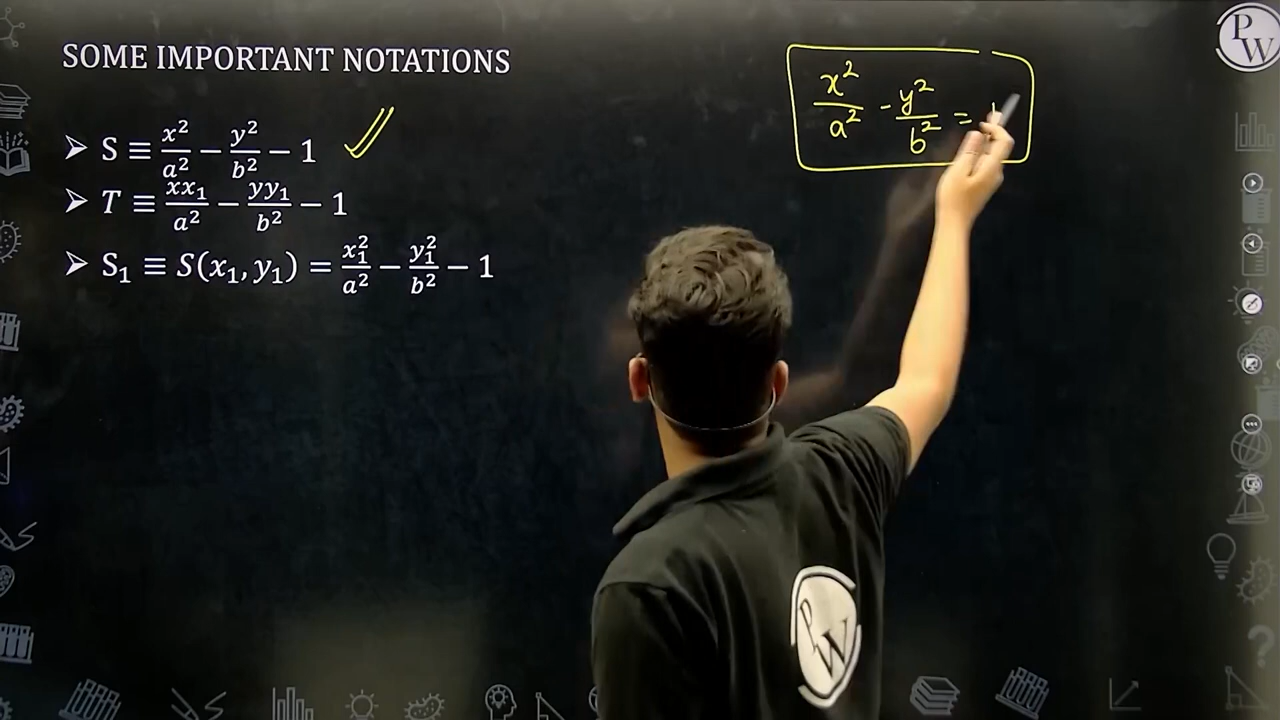 SOME IMPORTANT NOTATIONS
➢ S ≡ x²/a² − y²/b² − 1
➢ T ≡ xx₁/a² − yy₁/b² − 1
➢ S₁ ≡ S(x₁, y₁) = x₁²/a² − y₁²/b² − 1
x²/a² - y²/b² =
PW
PW